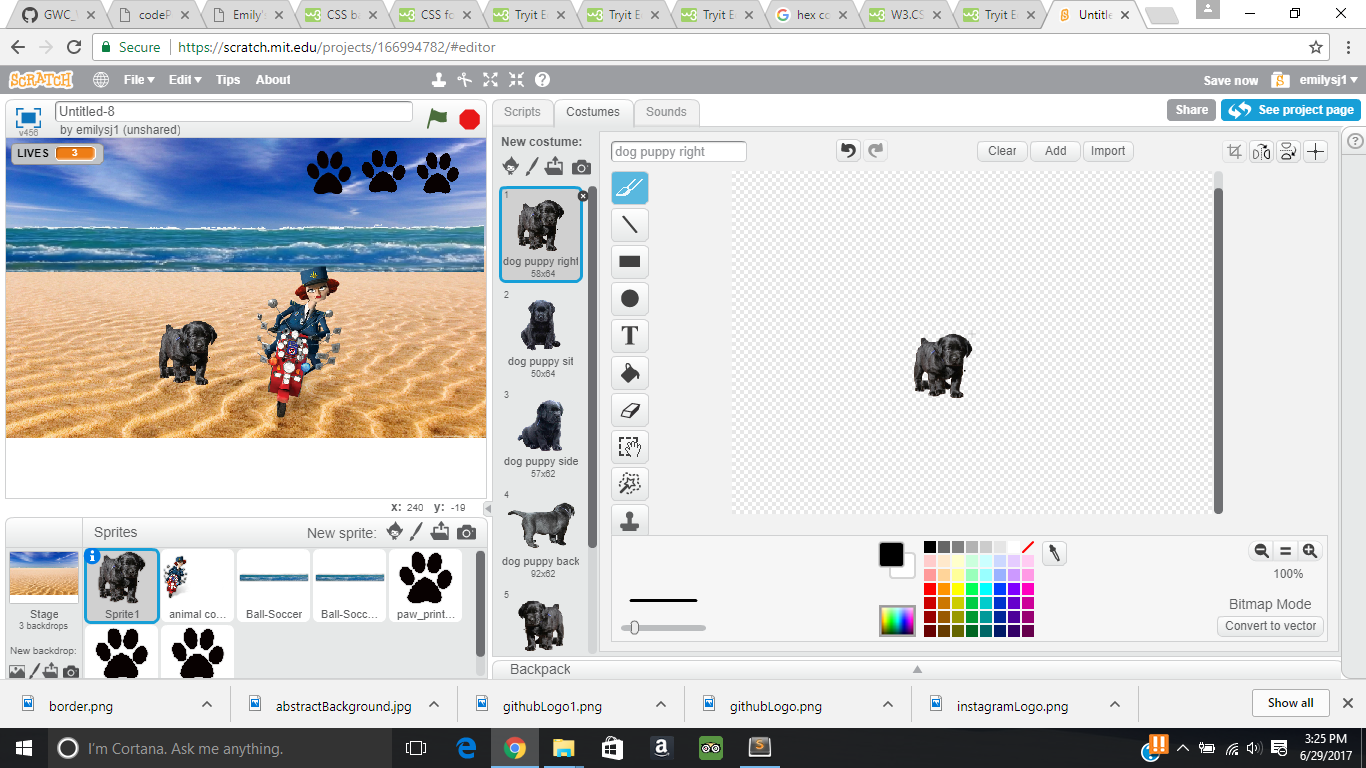 GWC_
codeP
Emily'
CSS ba
CSS fo
Tryit E
Tryit E
Tryit E
hex co
W3.CS
Tryit E
Untitle
Secure
https://scratch.mit.edu/projects/166994782/#editor
SCRATCH
File
Edit
Tips
About
Save now
emilysj1
v456
Untitled-8
by emilysj1 (unshared)
Scripts
Costumes
Sounds
Share
See project page
LIVES 3
New costume:
dog puppy right
Clear
Add
Import
1
dog puppy right
58x64
2
dog puppy sit
50x64
3
dog puppy side
57x62
4
dog puppy back
92x62
5
T
x: 240 y: -19
Sprites
New sprite:
Stage
3 backdrops
New backdrop:
Sprite1
animal co...
Ball-Soccer
Ball-Socc...
paw_print...
100%
Bitmap Mode
Convert to vector
Backpack
border.png
abstractBackground.jpg
githubLogo1.png
githubLogo.png
instagramLogo.png
Show all
I'm Cortana. Ask me anything.
3:25 PM
6/29/2017